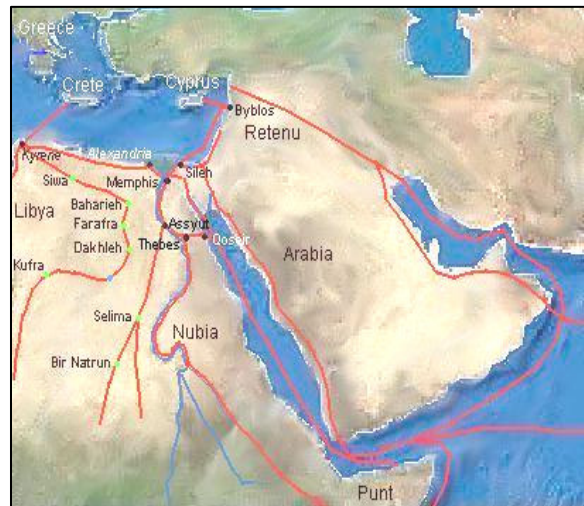 Greece
Crete
Cyprus
Byblos
Retenu
Kyrene
Alexandria
Sileh
Siwa
Memphis
Libya
Baharieh
Farafra
Assyut
Dakhleh
Thebes
Qoseir
Arabia
Kufra
Selima
Nubia
Bir Natrun
Punt